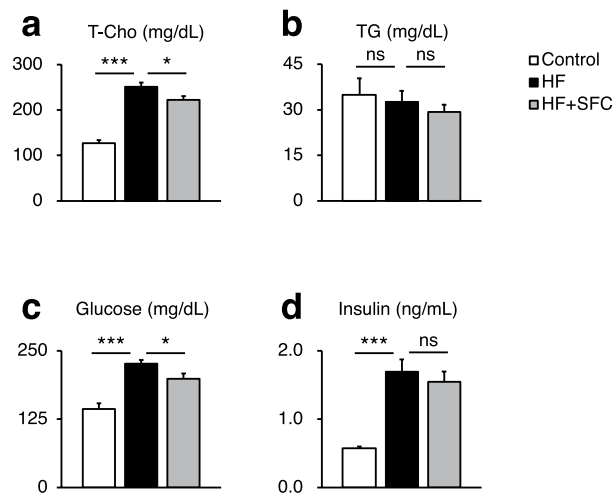 a
T-Cho (mg/dL)
300
200
100
0
***
*
b
TG (mg/dL)
45
30
15
0
ns
ns
Control
HF
HF+SFC
c
Glucose (mg/dL)
250
125
0
***
*
d
Insulin (ng/mL)
2.0
1.0
0.0
***
ns